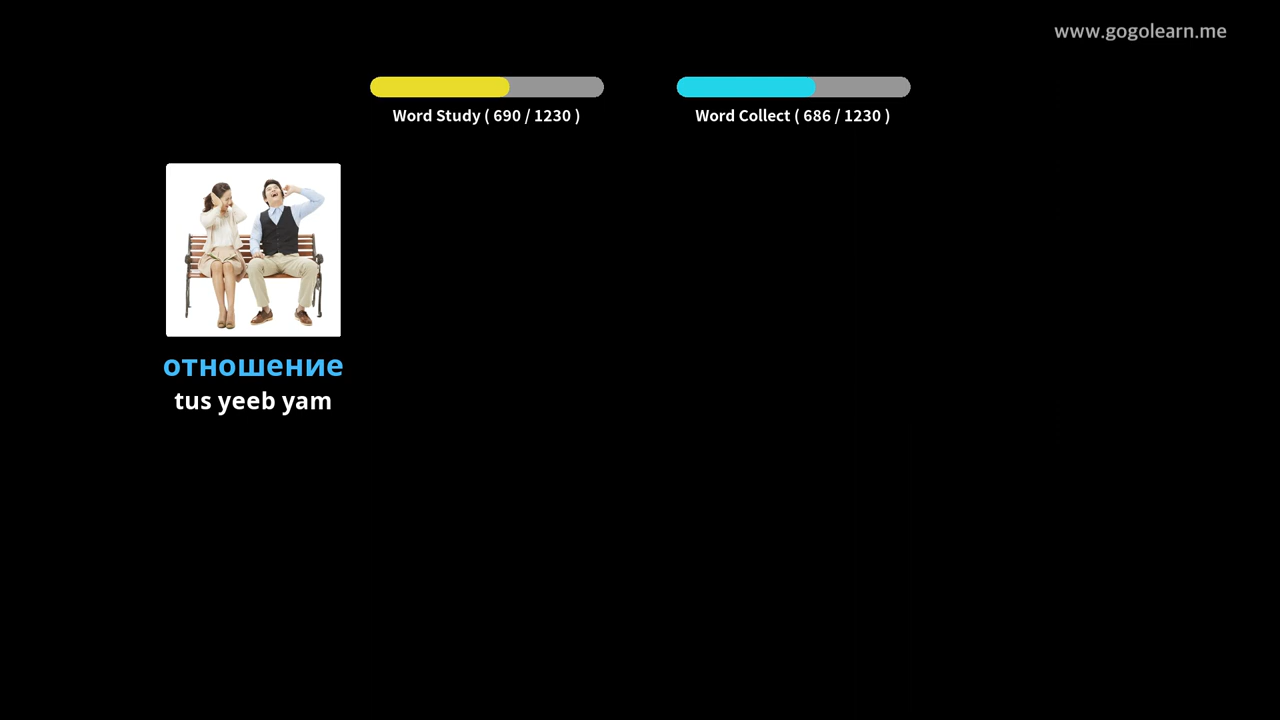 www.gogolearn.me
Word Study ( 690 / 1230 )
Word Collect ( 686 / 1230 )
отношение
tus yeeb yam